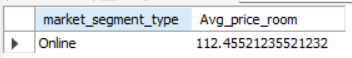 market_segment_type Avg_price_room
Online 112.45521235521232